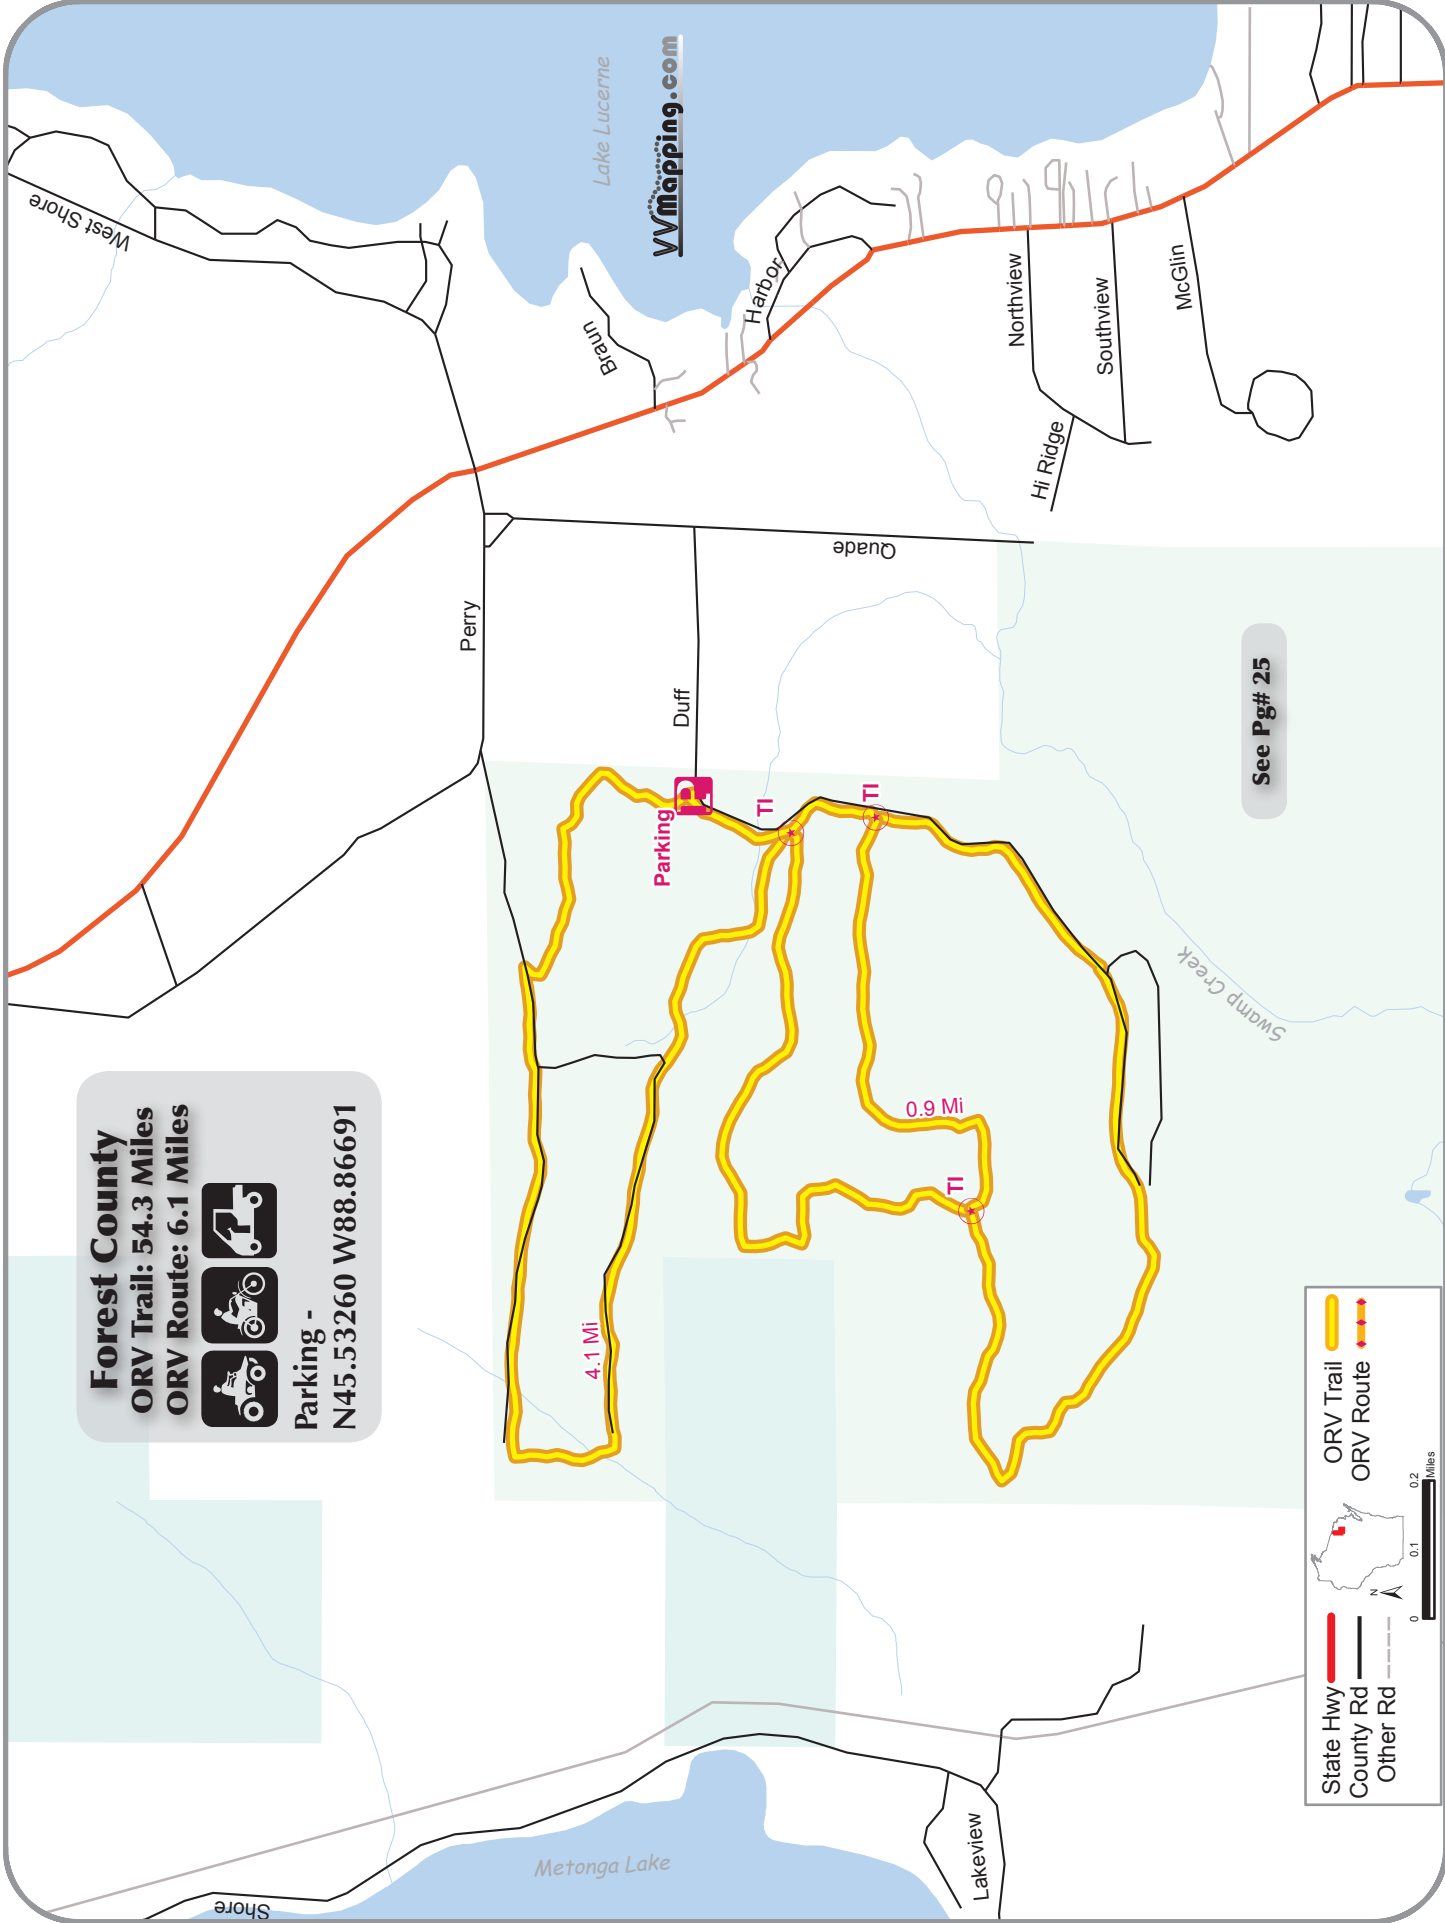 Forest County
ORV Trail: 54.3 Miles
ORV Route: 6.1 Miles
Parking -
N45.53260 W88.86691
West Shore
Lake Lucerne
VVMapping.com
Braun
Harbor
Northview
Southview
McGlin
Hi Ridge
Perry
Quade
Duff
Parking
P
TI
TI
TI
0.9 Mi
4.1 Mi
Swamp Creek
See Pg# 25
Shore
Metonga Lake
Lakeview
State Hwy
County Rd
Other Rd
N
ORV Trail
ORV Route
0 0.1 0.2
Miles